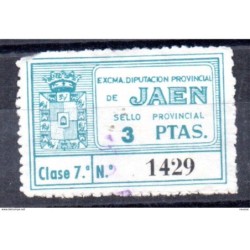 EXCMA. DIPUTACION PROVINCIAL
DE JAEN
SELLO PROVINCIAL
3 PTAS.
Clase 7.ª N.º 1429